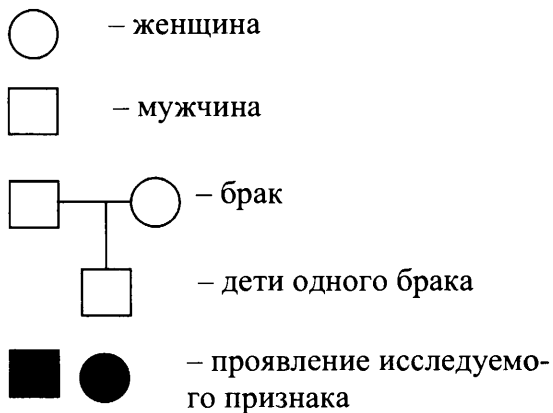 – женщина
– мужчина
– брак
– дети одного брака
– проявление исследуемо-
го признака